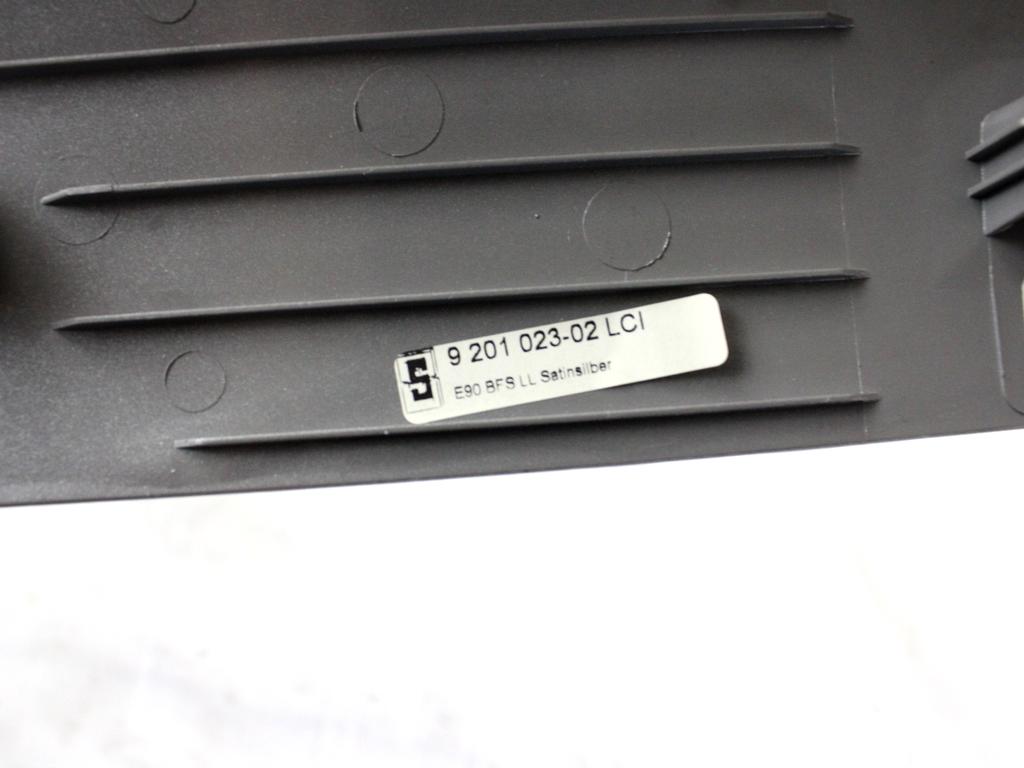 9 201 023-02 LCI
E90 BFS LL Satinsilber